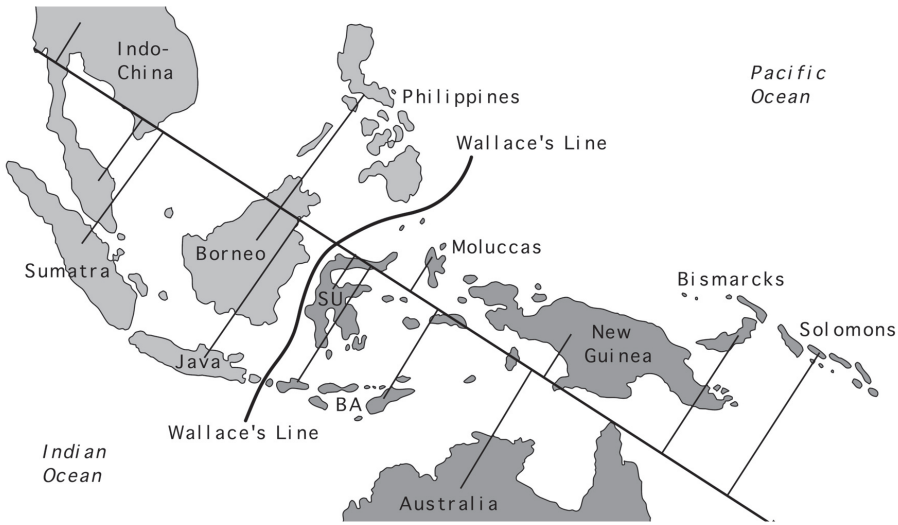 Indo-
China
Pacific
Ocean
Philippines
Wallace's Line
Moluccas
Borneo
Sumatra
SU
Bismarcks
Solomons
New
Guinea
Java
BA
Wallace's Line
Indian
Ocean
Australia